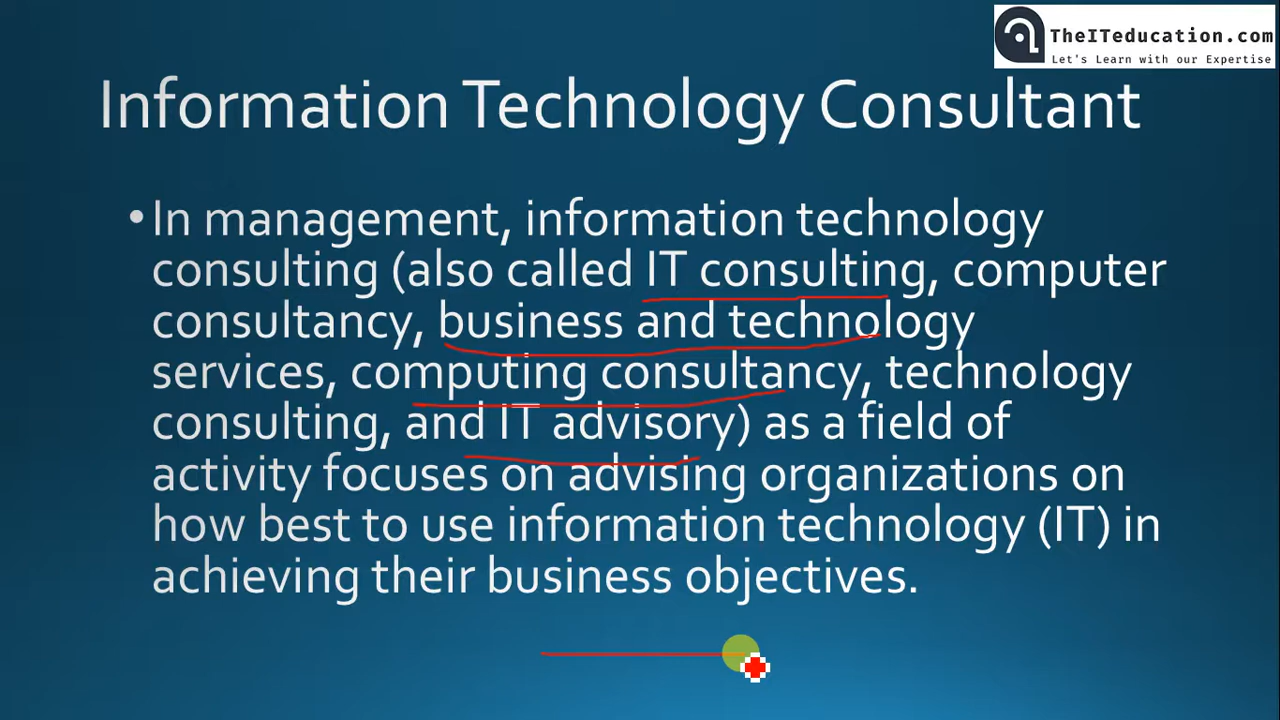 TheITeducation.com
Let's Learn with our Expertise
Information Technology Consultant
•In management, information technology
consulting (also called IT consulting, computer
consultancy, business and technology
services, computing consultancy, technology
consulting, and IT advisory) as a field of
activity focuses on advising organizations on
how best to use information technology (IT) in
achieving their business objectives.